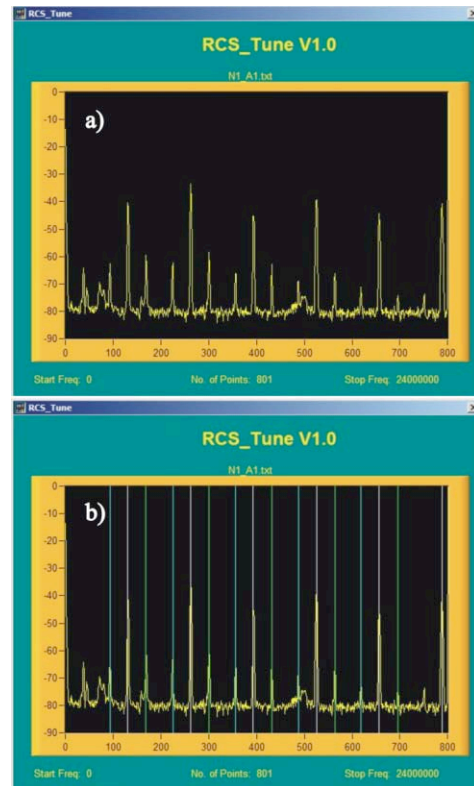 RCS_Tune
RCS_Tune V1.0
N1_A1.txt
a)
0
-10
-20
-30
-40
-50
-60
-70
-80
-90
0 100 200 300 400 500 600 700 800
Start Freq: 0 No. of Points: 801 Stop Freq: 24000000
RCS_Tune
RCS_Tune V1.0
N1_A1.txt
b)
0
-10
-20
-30
-40
-50
-60
-70
-80
-90
0 100 200 300 400 500 600 700 800
Start Freq: 0 No. of Points: 801 Stop Freq: 24000000